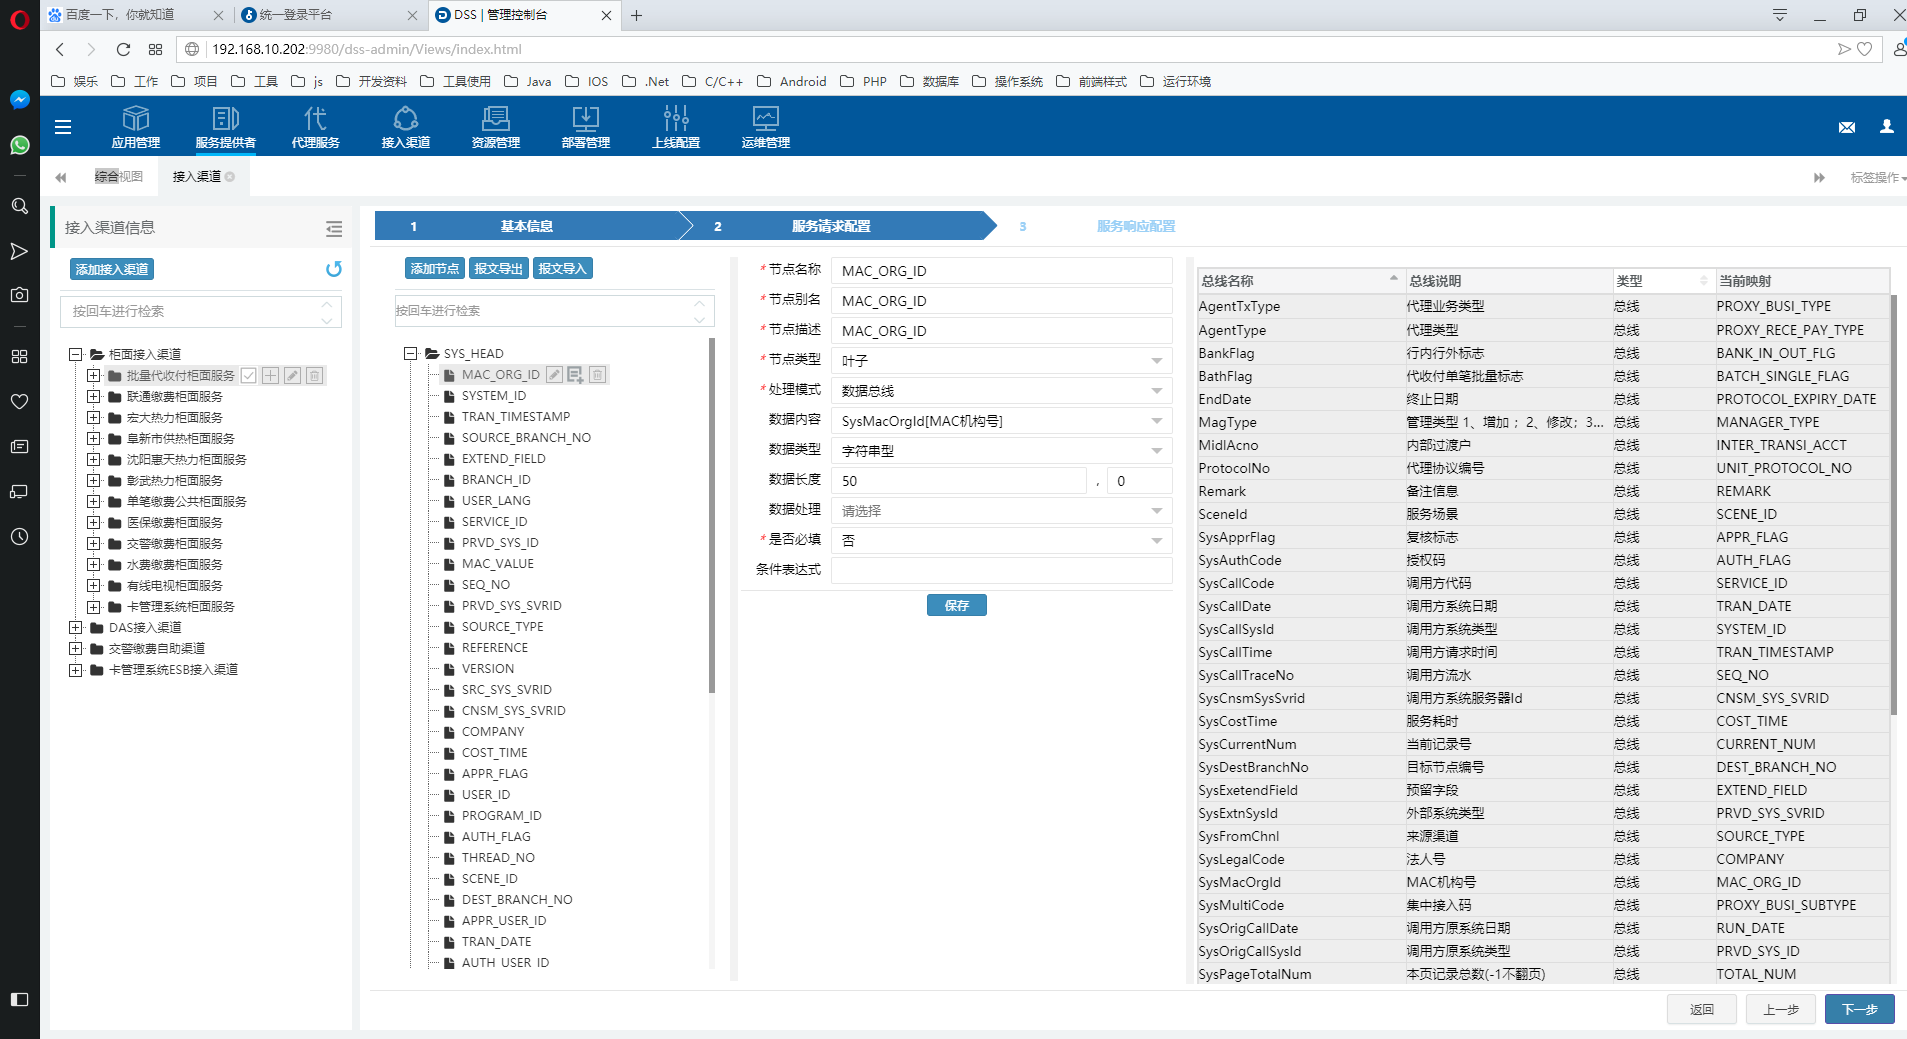 百度一下，你就知道
统一登录平台
DSS | 管理控制台
192.168.10.202:9980/dss-admin/Views/index.html
娱乐 工作 项目 工具 js 开发资料 工具使用 Java IOS .Net C/C++ Android PHP 数据库 操作系统 前端样式 运行环境
应用管理 服务提供者 代理服务 接入渠道 资源管理 部署管理 上线配置 运维管理
综合视图 接入渠道 标签操作
接入渠道信息
添加接入渠道
按回车进行检索
柜面接入渠道
批量代收付柜面服务
联通缴费柜面服务
宏大热力柜面服务
阜新市供热柜面服务
沈阳惠天热力柜面服务
彰武热力柜面服务
单笔缴费公共柜面服务
医保缴费柜面服务
交警缴费柜面服务
水费缴费柜面服务
有线电视柜面服务
卡管理系统柜面服务
DAS接入渠道
交警缴费自助渠道
卡管理系统ESB接入渠道
1 基本信息 2 服务请求配置 3 服务响应配置
添加节点 报文导出 报文导入
按回车进行检索
SYS_HEAD
MAC_ORG_ID
SYSTEM_ID
TRAN_TIMESTAMP
SOURCE_BRANCH_NO
EXTEND_FIELD
BRANCH_ID
USER_LANG
SERVICE_ID
PRVD_SYS_ID
MAC_VALUE
SEQ_NO
PRVD_SYS_SVRID
SOURCE_TYPE
REFERENCE
VERSION
SRC_SYS_SVRID
CNSM_SYS_SVRID
COMPANY
COST_TIME
APPR_FLAG
USER_ID
PROGRAM_ID
AUTH_FLAG
THREAD_NO
SCENE_ID
DEST_BRANCH_NO
APPR_USER_ID
TRAN_DATE
AUTH_USER_ID
*节点名称 MAC_ORG_ID
*节点别名 MAC_ORG_ID
*节点描述 MAC_ORG_ID
*节点类型 叶子
*处理模式 数据总线
数据内容 SysMacOrgId[MAC机构号]
数据类型 字符串型
数据长度 50 , 0
数据处理 请选择
*是否必填 否
条件表达式
保存
总线名称 总线说明 类型 当前映射
AgentTxType 代理业务类型 总线 PROXY_BUSI_TYPE
AgentType 代理类型 总线 PROXY_RECE_PAY_TYPE
BankFlag 行内行外标志 总线 BANK_IN_OUT_FLG
BathFlag 代收付单笔批量标志 总线 BATCH_SINGLE_FLAG
EndDate 终止日期 总线 PROTOCOL_EXPIRY_DATE
MagType 管理类型 1、增加；2、修改；3... 总线 MANAGER_TYPE
MidlAcno 内部过渡户 总线 INTER_TRANSI_ACCT
ProtocolNo 代理协议编号 总线 UNIT_PROTOCOL_NO
Remark 备注信息 总线 REMARK
SceneId 服务场景 总线 SCENE_ID
SysApprFlag 复核标志 总线 APPR_FLAG
SysAuthCode 授权码 总线 AUTH_FLAG
SysCallCode 调用方代码 总线 SERVICE_ID
SysCallDate 调用方系统日期 总线 TRAN_DATE
SysCallSysId 调用方系统类型 总线 SYSTEM_ID
SysCallTime 调用方请求时间 总线 TRAN_TIMESTAMP
SysCallTraceNo 调用方流水 总线 SEQ_NO
SysCnsmSysSvrid 调用方系统服务器Id 总线 CNSM_SYS_SVRID
SysCostTime 服务耗时 总线 COST_TIME
SysCurrentNum 当前记录号 总线 CURRENT_NUM
SysDestBranchNo 目标节点编号 总线 DEST_BRANCH_NO
SysExetendField 预留字段 总线 EXTEND_FIELD
SysExtnSysId 外部系统类型 总线 PRVD_SYS_SVRID
SysFromChnl 来源渠道 总线 SOURCE_TYPE
SysLegalCode 法人号 总线 COMPANY
SysMacOrgId MAC机构号 总线 MAC_ORG_ID
SysMultiCode 集中接入码 总线 PROXY_BUSI_SUBTYPE
SysOrigCallDate 调用方原系统日期 总线 RUN_DATE
SysOrigCallSysId 调用方原系统类型 总线 PRVD_SYS_ID
SysPageTotalNum 本页记录总数(-1不翻页) 总线 TOTAL_NUM
返回 上一步 下一步